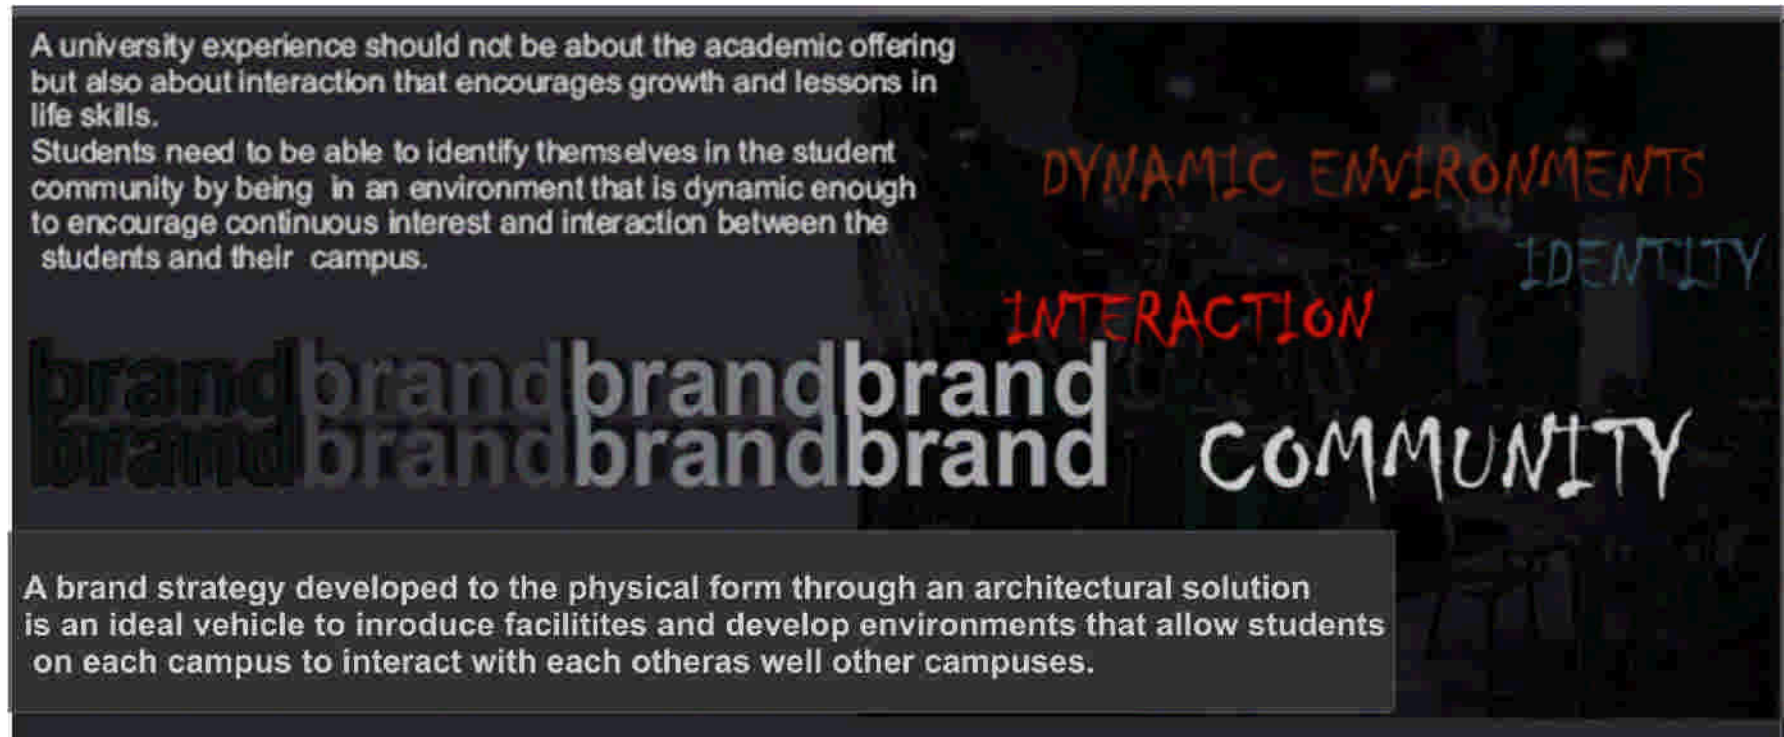 A university experience should not be about the academic offering
but also about interaction that encourages growth and lessons in
life skills.
Students need to be able to identify themselves in the student
community by being in an environment that is dynamic enough
to encourage continuous interest and interaction between the
students and their campus.
DYNAMIC ENVIRONMENTS
IDENTITY
INTERACTION
brandbrandbrandbrand
brandbrandbrandbrand
COMMUNITY
A brand strategy developed to the physical form through an architectural solution
is an ideal vehicle to inroduce facilitites and develop environments that allow students
on each campus to interact with each otheras well other campuses.